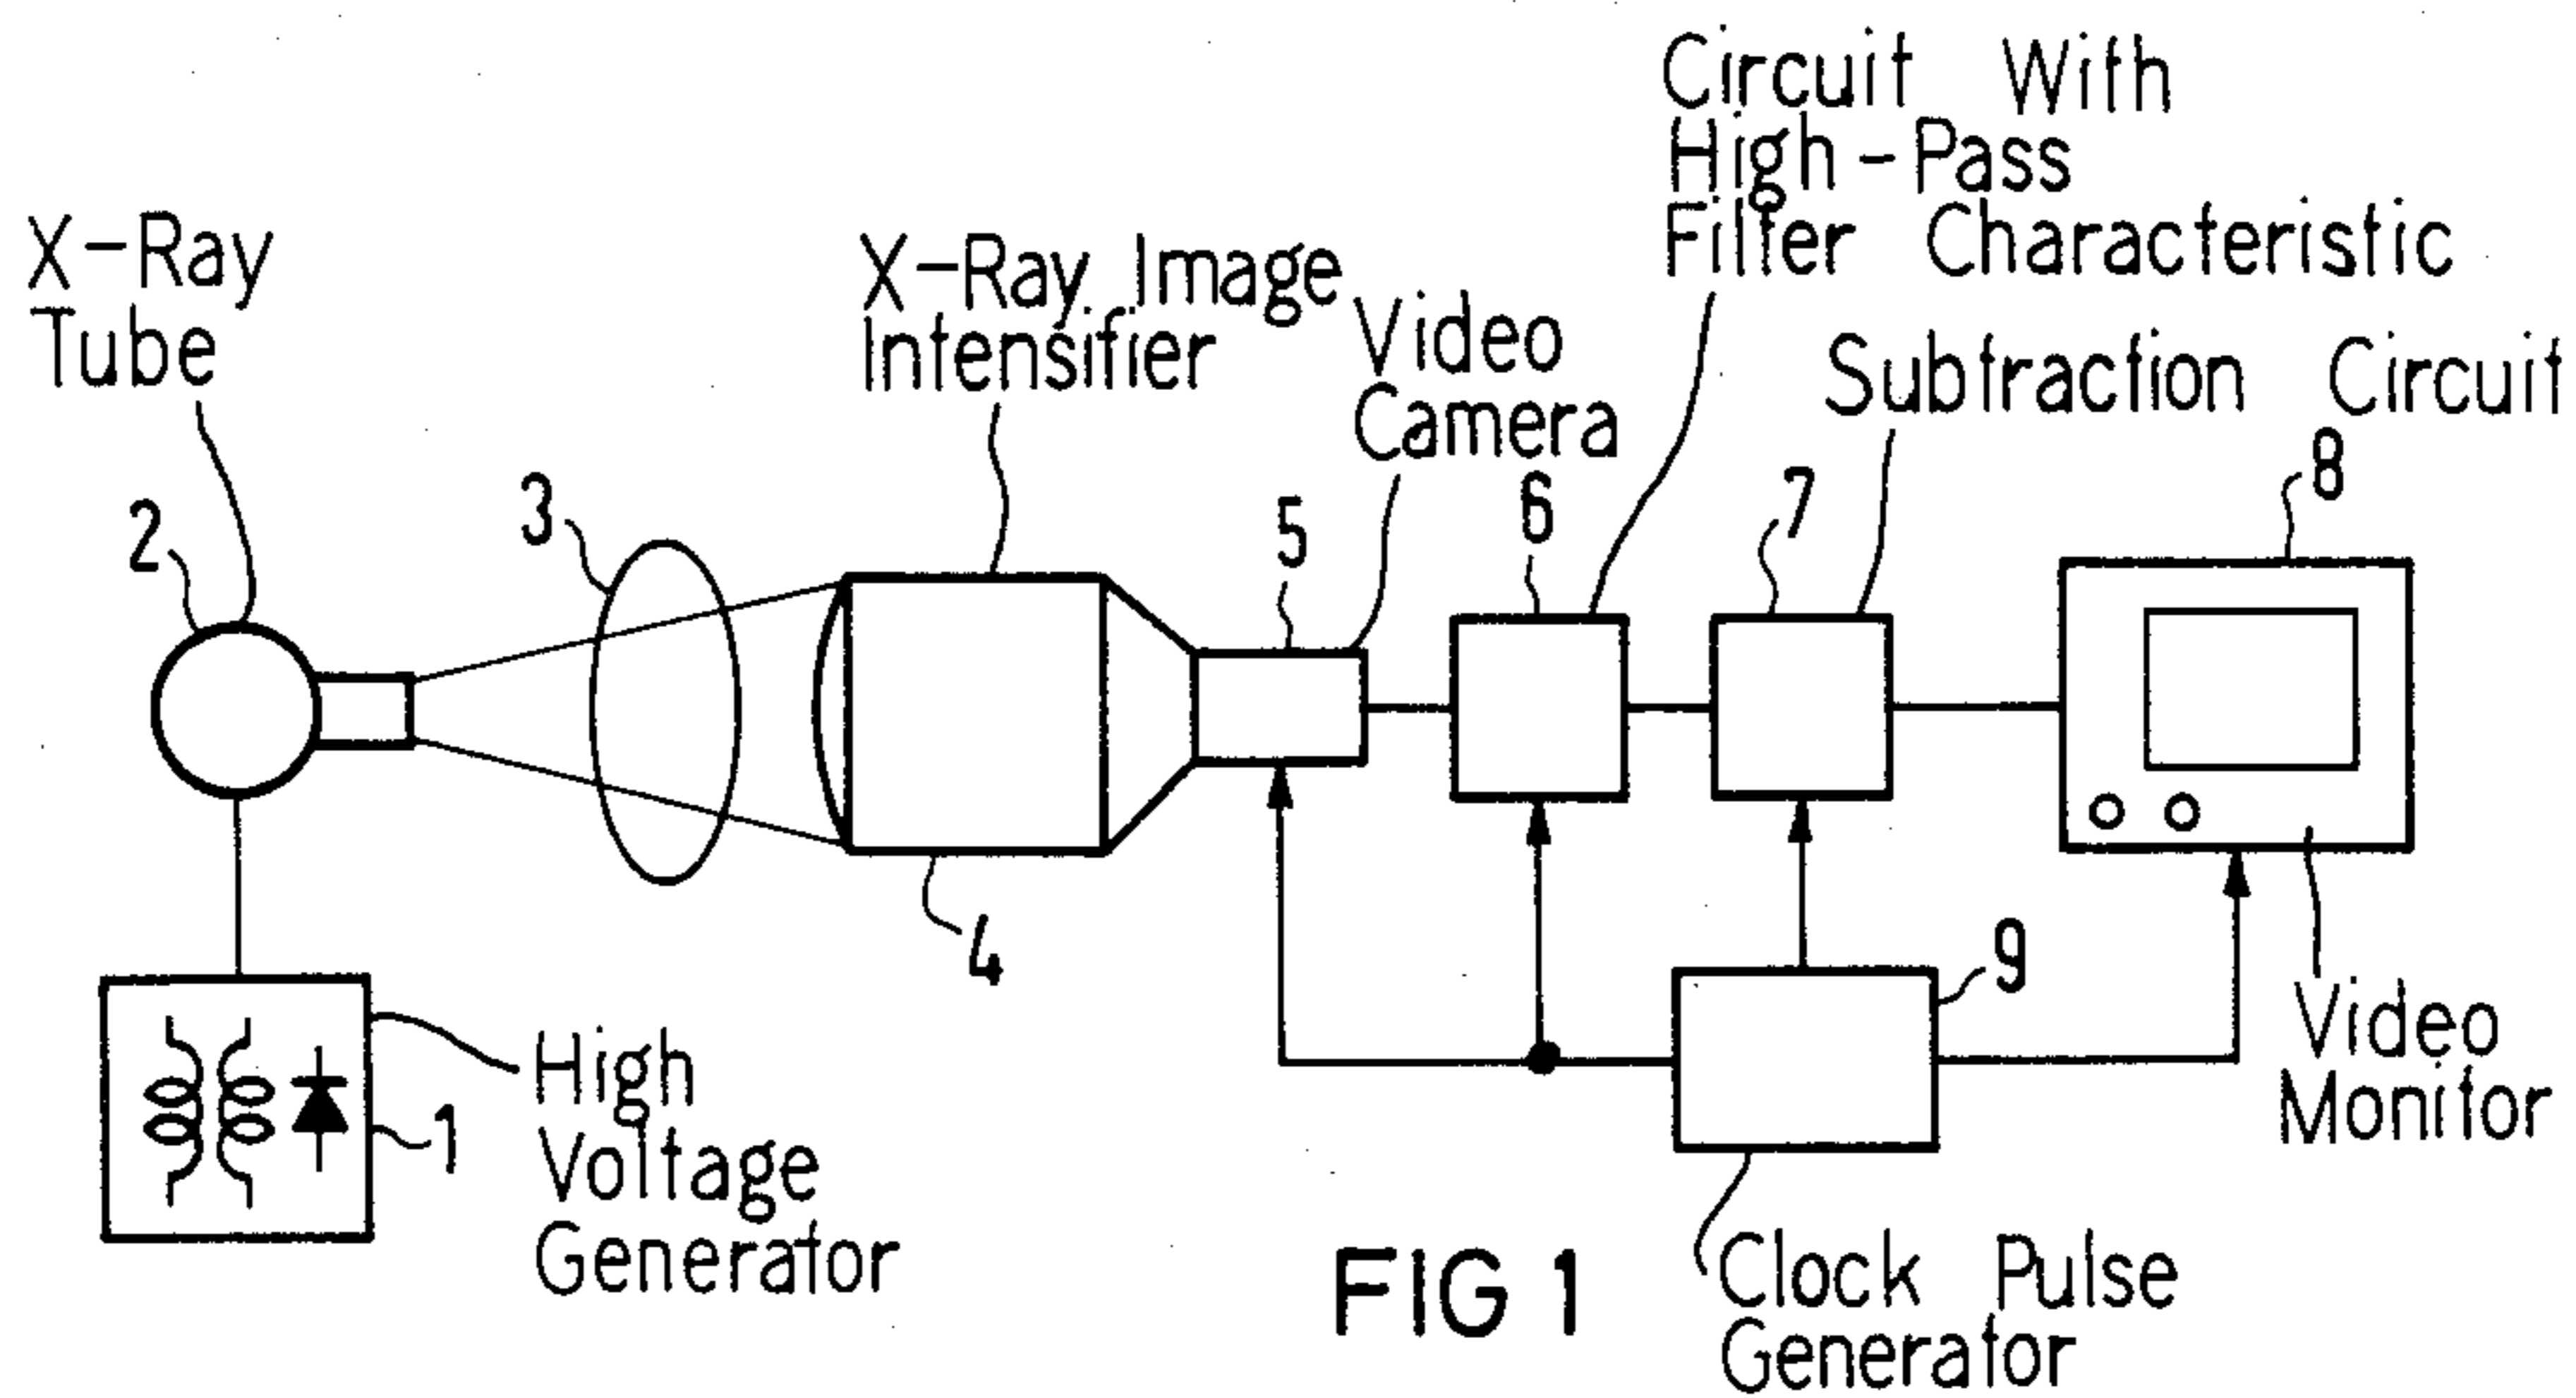 Circuit With
High-Pass
Filter Characteristic
X-Ray
Tube
X-Ray Image
Intensifier
Video
Camera
Subtraction Circuit
2
3
5
6
7
8
4
9
1
High
Voltage
Generator
Video
Monitor
Clock Pulse
Generator
FIG 1